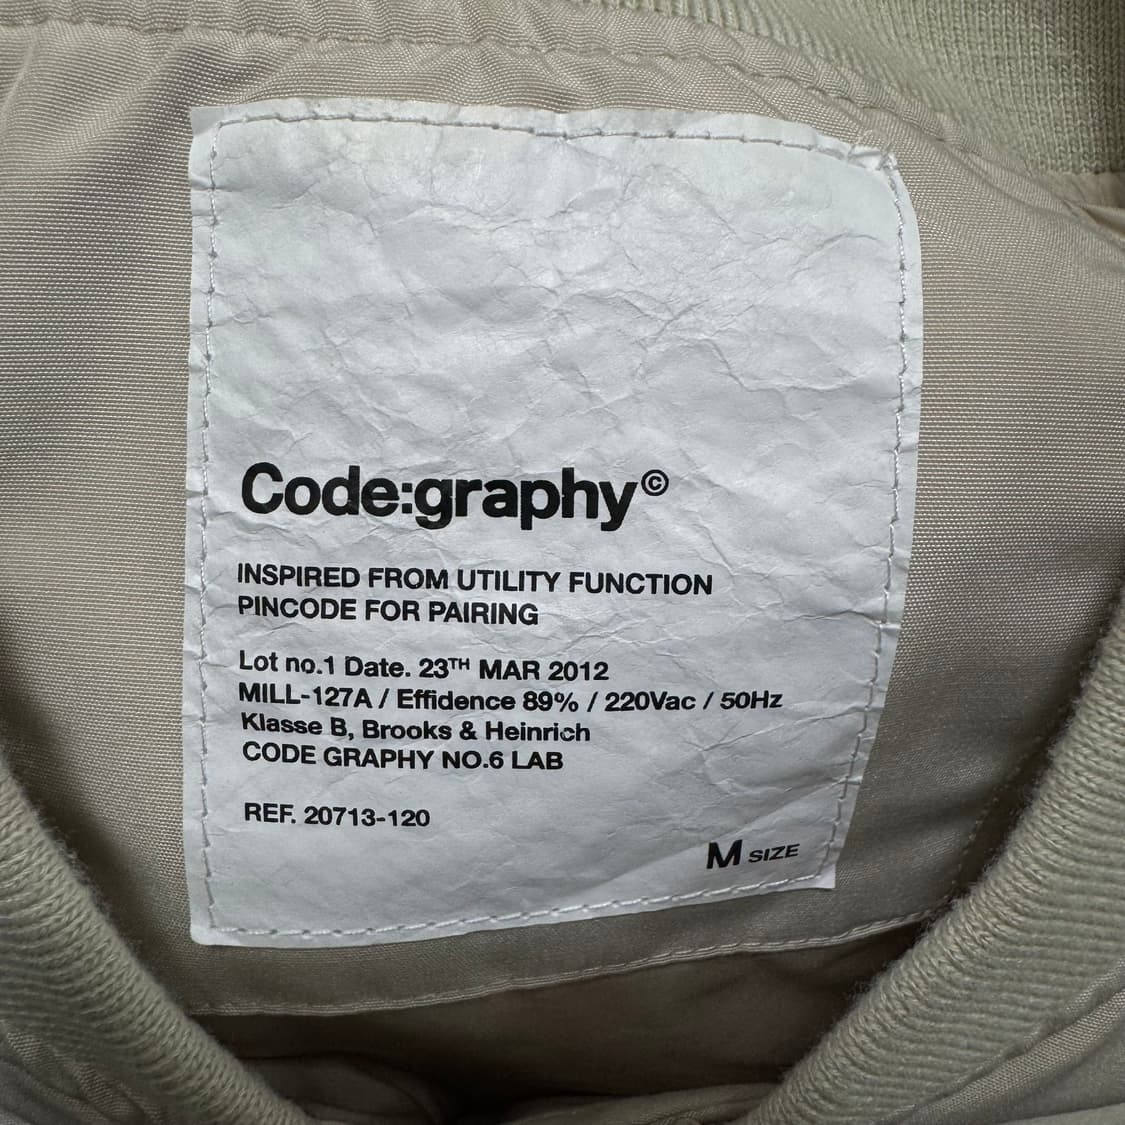 Code:graphy©
INSPIRED FROM UTILITY FUNCTION
PINCODE FOR PAIRING
Lot no.1 Date. 23TH MAR 2012
MILL-127A / Effidence 89% / 220Vac / 50Hz
Klasse B, Brooks & Heinrich
CODE GRAPHY NO.6 LAB
REF. 20713-120
M SIZE